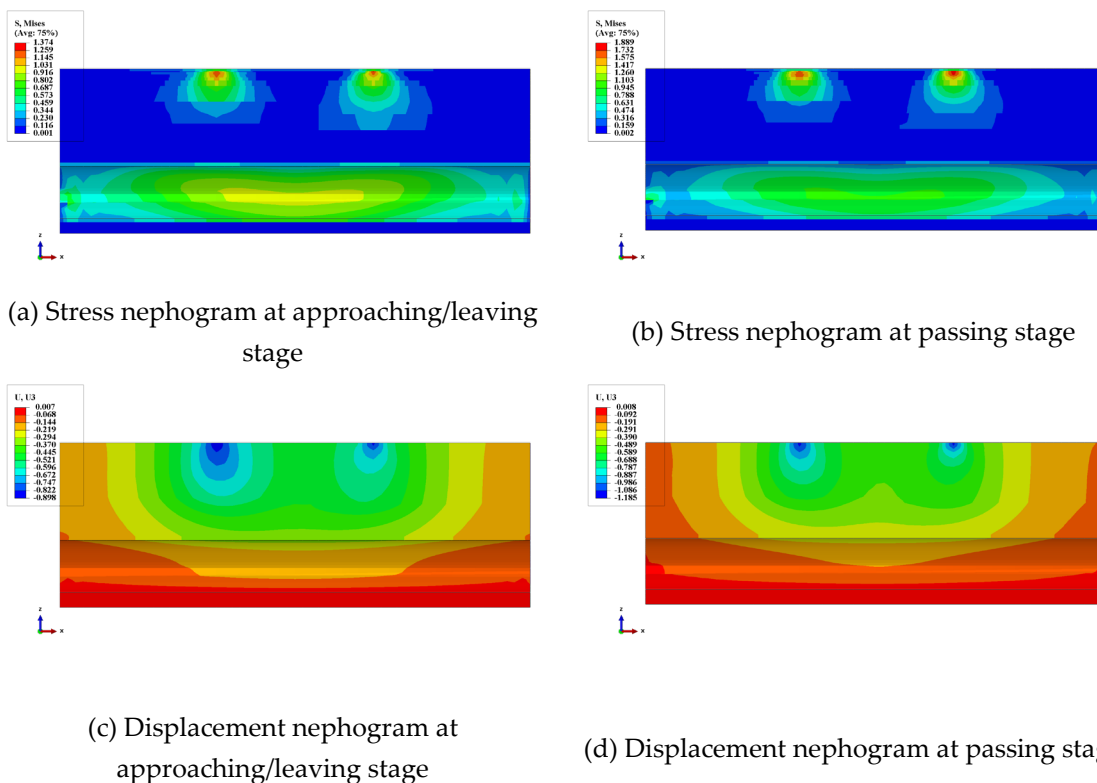 S, Mises
(Avg: 75%)
1.374
1.259
1.145
1.031
0.916
0.802
0.687
0.573
0.459
0.344
0.230
0.116
0.001
z
x
S, Mises
(Avg: 75%)
1.889
1.732
1.575
1.417
1.260
1.103
0.945
0.788
0.631
0.474
0.316
0.159
0.002
z
x
(a) Stress nephogram at approaching/leaving
stage
(b) Stress nephogram at passing stage
U, U3
0.007
-0.068
-0.144
-0.219
-0.294
-0.370
-0.445
-0.521
-0.596
-0.672
-0.747
-0.822
-0.898
z
x
U, U3
0.008
-0.092
-0.191
-0.291
-0.390
-0.489
-0.589
-0.688
-0.787
-0.887
-0.986
-1.086
-1.185
z
x
(c) Displacement nephogram at
approaching/leaving stage
(d) Displacement nephogram at passing sta